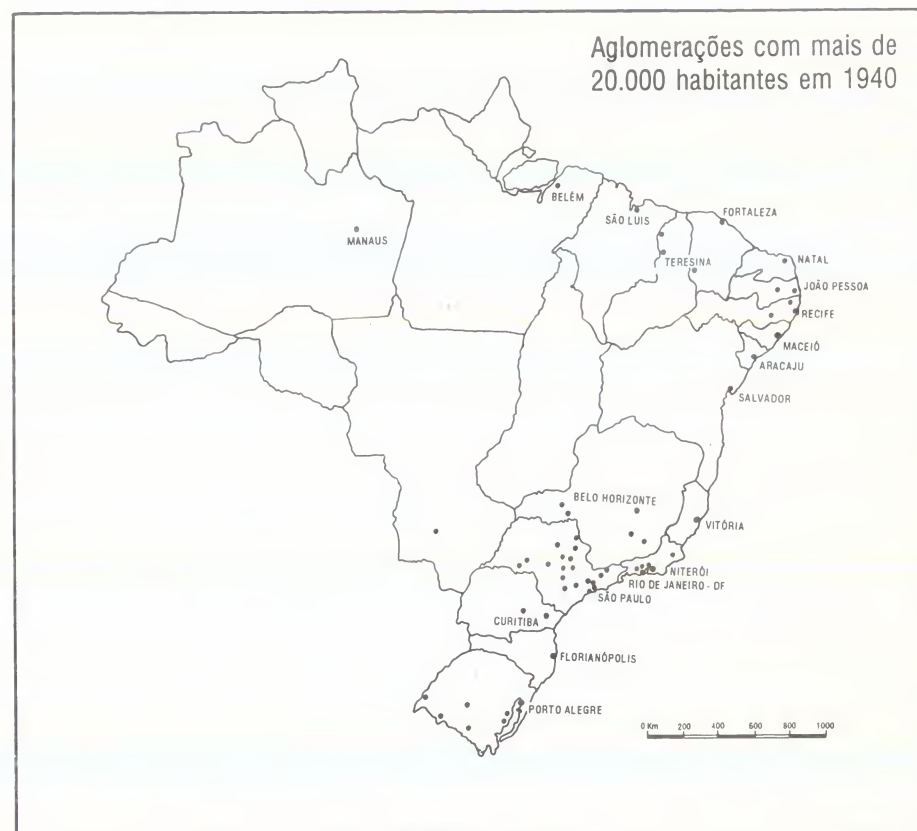 Aglomerações com mais de
20.000 habitantes em 1940
BELÉM
MANAUS
SÃO LUIS
FORTALEZA
TERESINA
NATAL
JOÃO PESSOA
RECIFE
MACEIÓ
ARACAJU
SALVADOR
BELO HORIZONTE
VITÓRIA
NITERÓI
RIO DE JANEIRO - DF
SÃO PAULO
CURITIBA
FLORIANÓPOLIS
PORTO ALEGRE
0 Km 200 400 600 800 1000